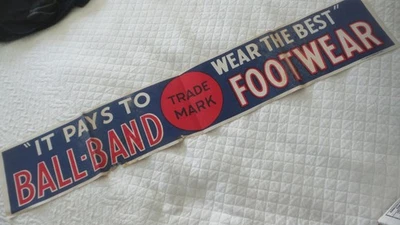 "IT PAYS TO WEAR THE BEST"
BALL-BAND FOOTWEAR
TRADE
MARK